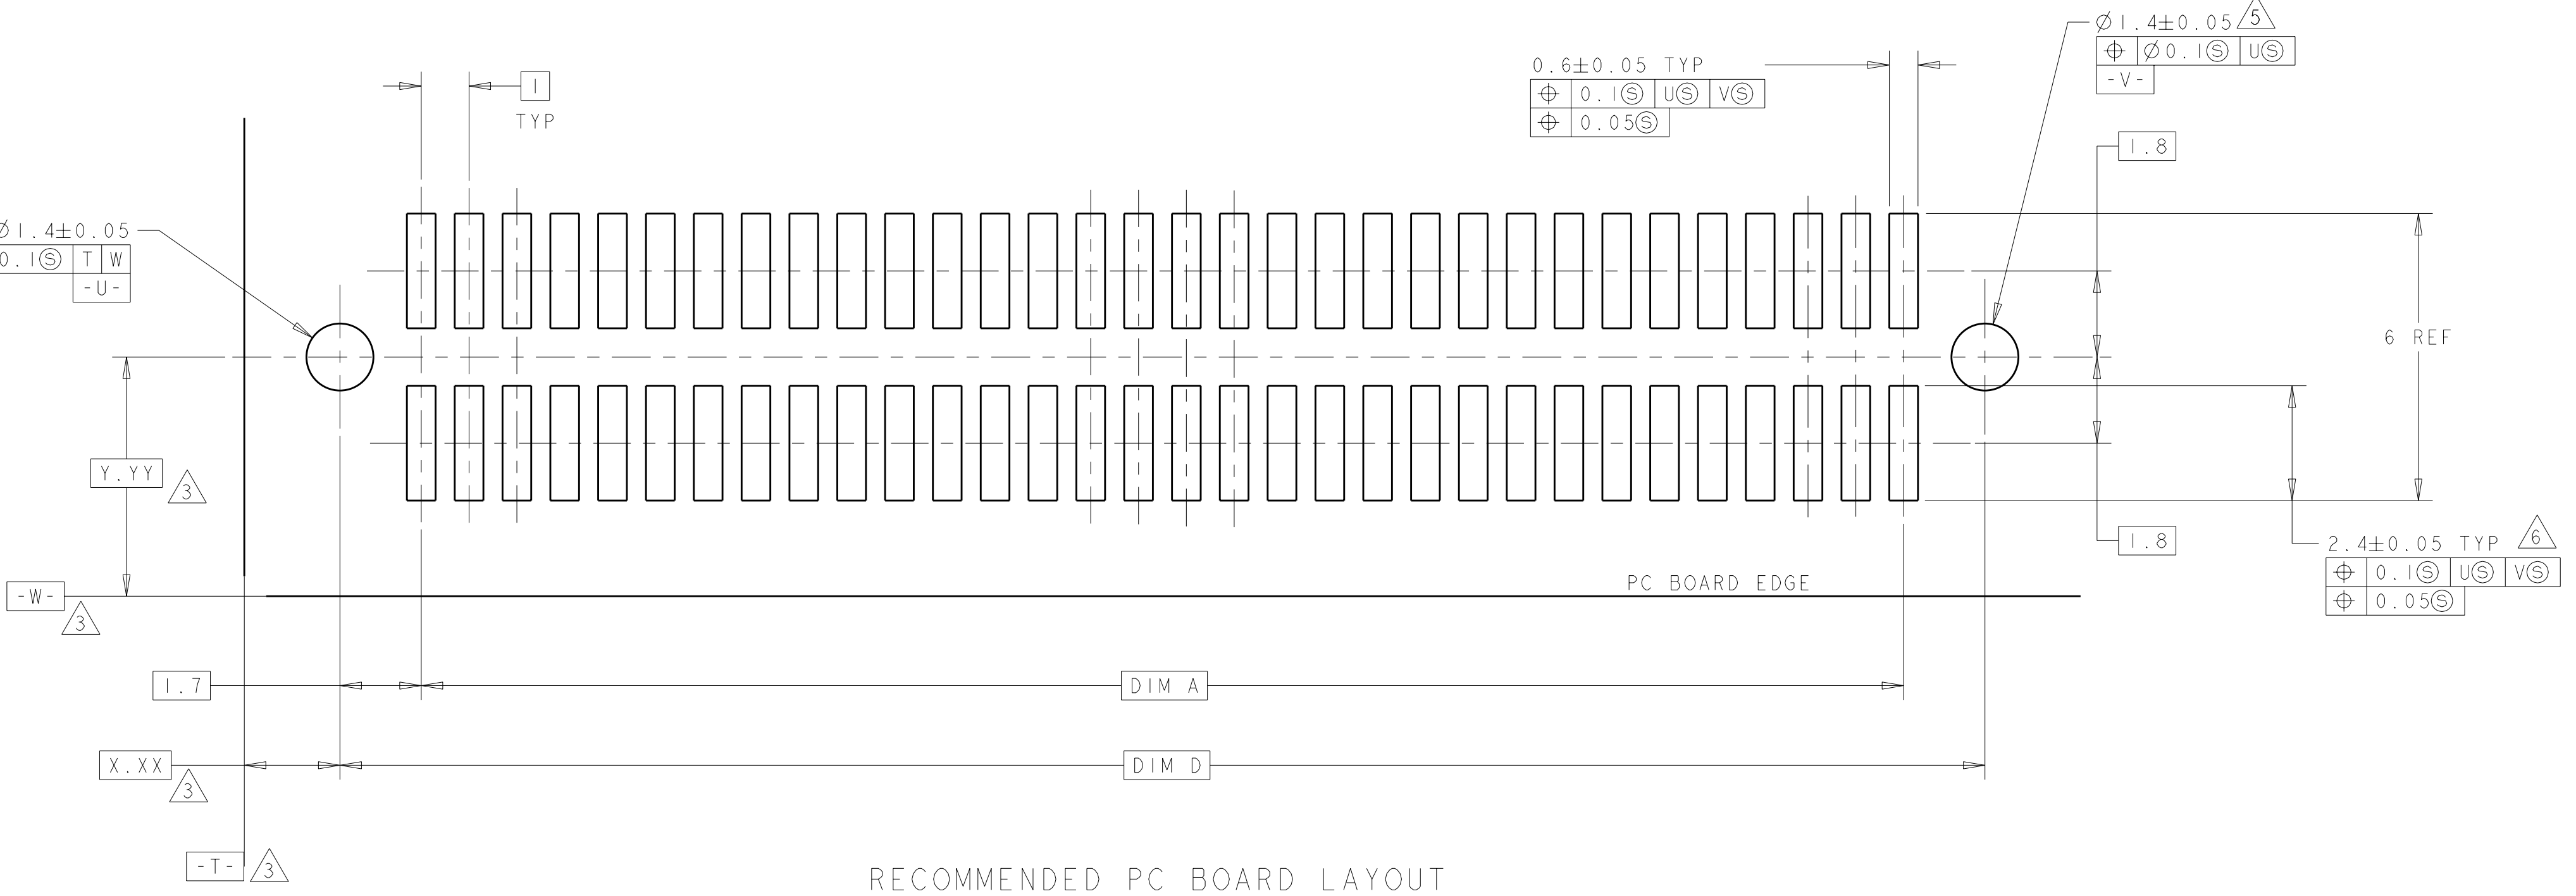 Ø1.4±0.05 5
⌖ Ø0.1Ⓢ UⓈ
-V-
0.6±0.05 TYP
⌖ 0.1Ⓢ UⓈ VⓈ
⌖ 0.05Ⓢ
1
TYP
1.8
Ø1.4±0.05
0.1Ⓢ T W
-U-
6 REF
Y.YY 3
1.8
2.4±0.05 TYP 6
⌖ 0.1Ⓢ UⓈ VⓈ
⌖ 0.05Ⓢ
PC BOARD EDGE
-W- 3
1.7
DIM A
X.XX 3
DIM D
-T- 3
RECOMMENDED PC BOARD LAYOUT